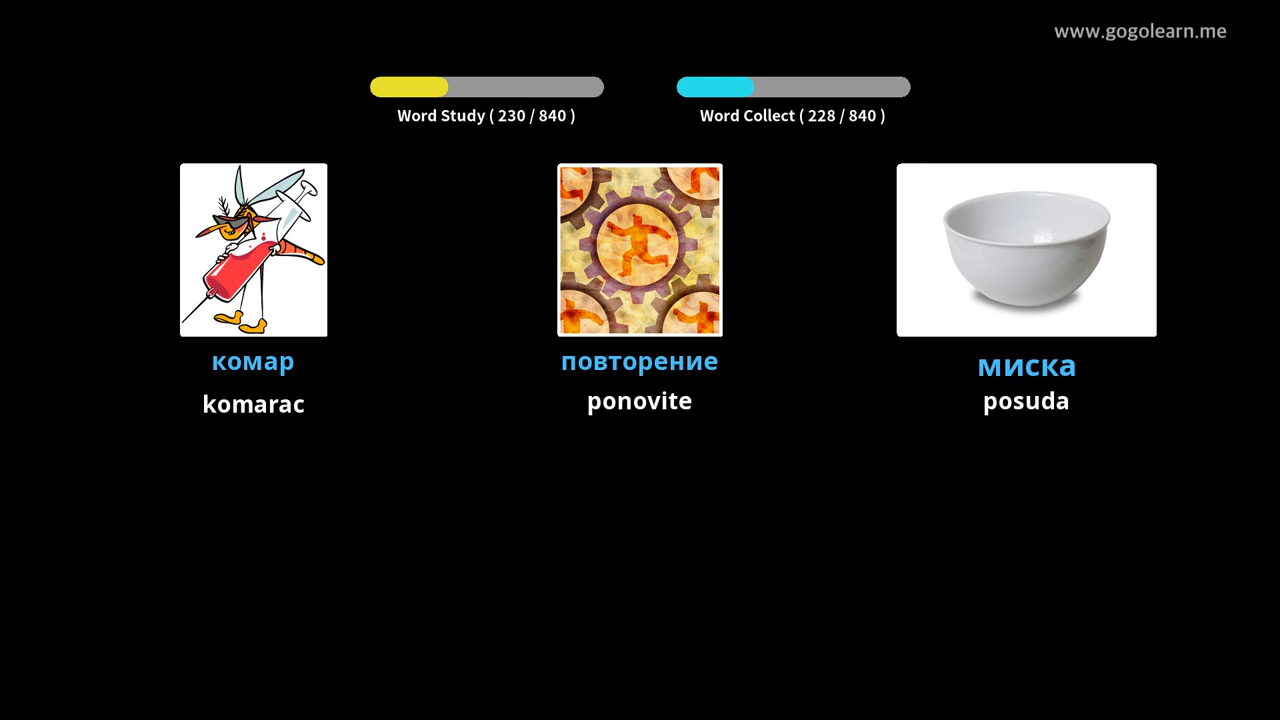 www.gogolearn.me
Word Study ( 230 / 840 )
Word Collect ( 228 / 840 )
комар
повторение
миска
komarac
ponovite
posuda